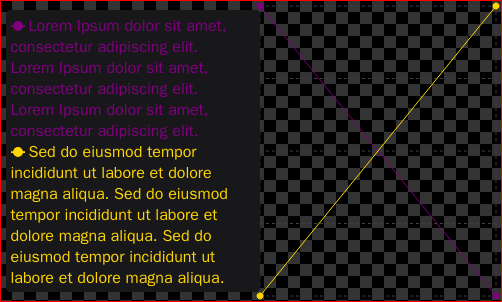 Lorem Ipsum dolor sit amet,
consectetur adipiscing elit.
Lorem Ipsum dolor sit amet,
consectetur adipiscing elit.
Lorem Ipsum dolor sit amet,
consectetur adipiscing elit.
Sed do eiusmod tempor
incididunt ut labore et dolore
magna aliqua. Sed do eiusmod
tempor incididunt ut labore et
dolore magna aliqua. Sed do
eiusmod tempor incididunt ut
labore et dolore magna aliqua.